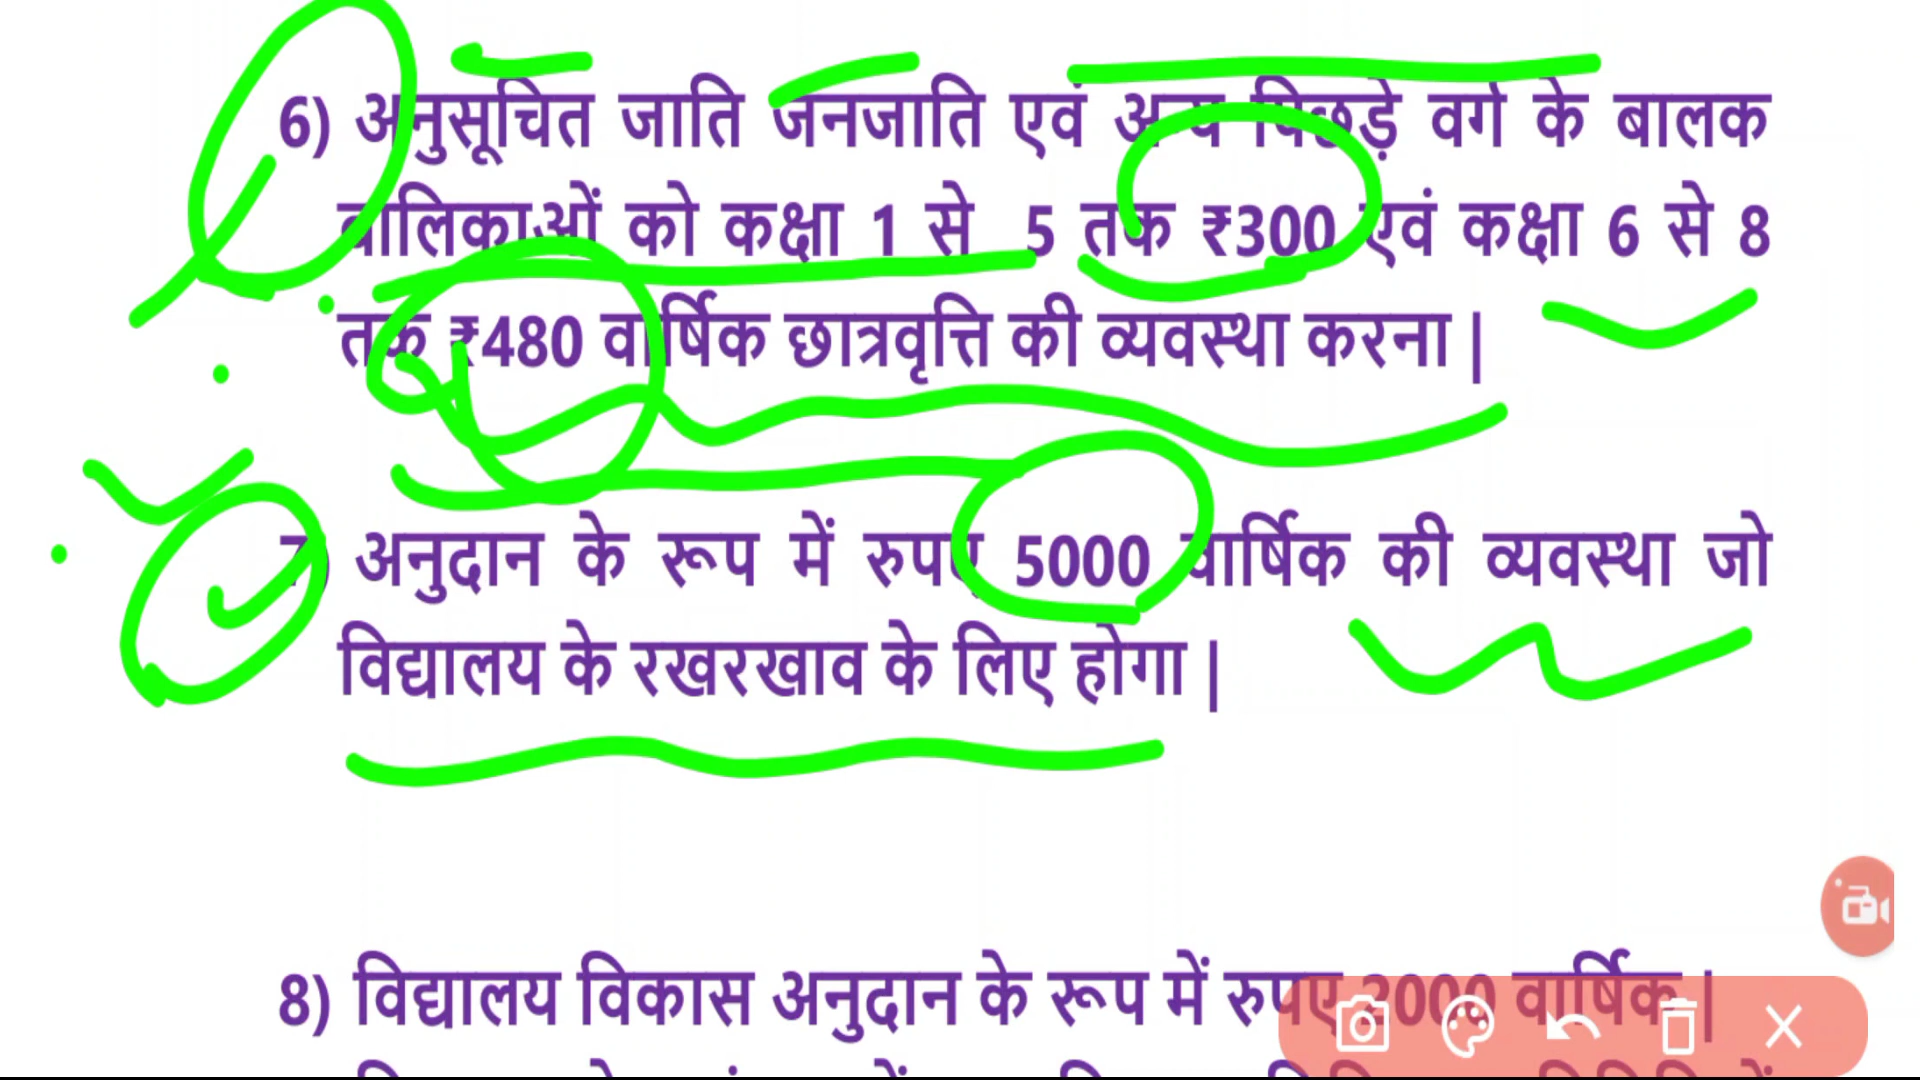 6) अनुसूचित जाति जनजाति एवं अन्य पिछड़े वर्ग के बालक
बालिकाओं को कक्षा 1 से 5 तक ₹300 एवं कक्षा 6 से 8
तक ₹480 वार्षिक छात्रवृत्ति की व्यवस्था करना |
7) अनुदान के रूप में रुपए 5000 वार्षिक की व्यवस्था जो
विद्यालय के रखरखाव के लिए होगा |
8) विद्यालय विकास अनुदान के रूप में रुपए 2000 वार्षिक |